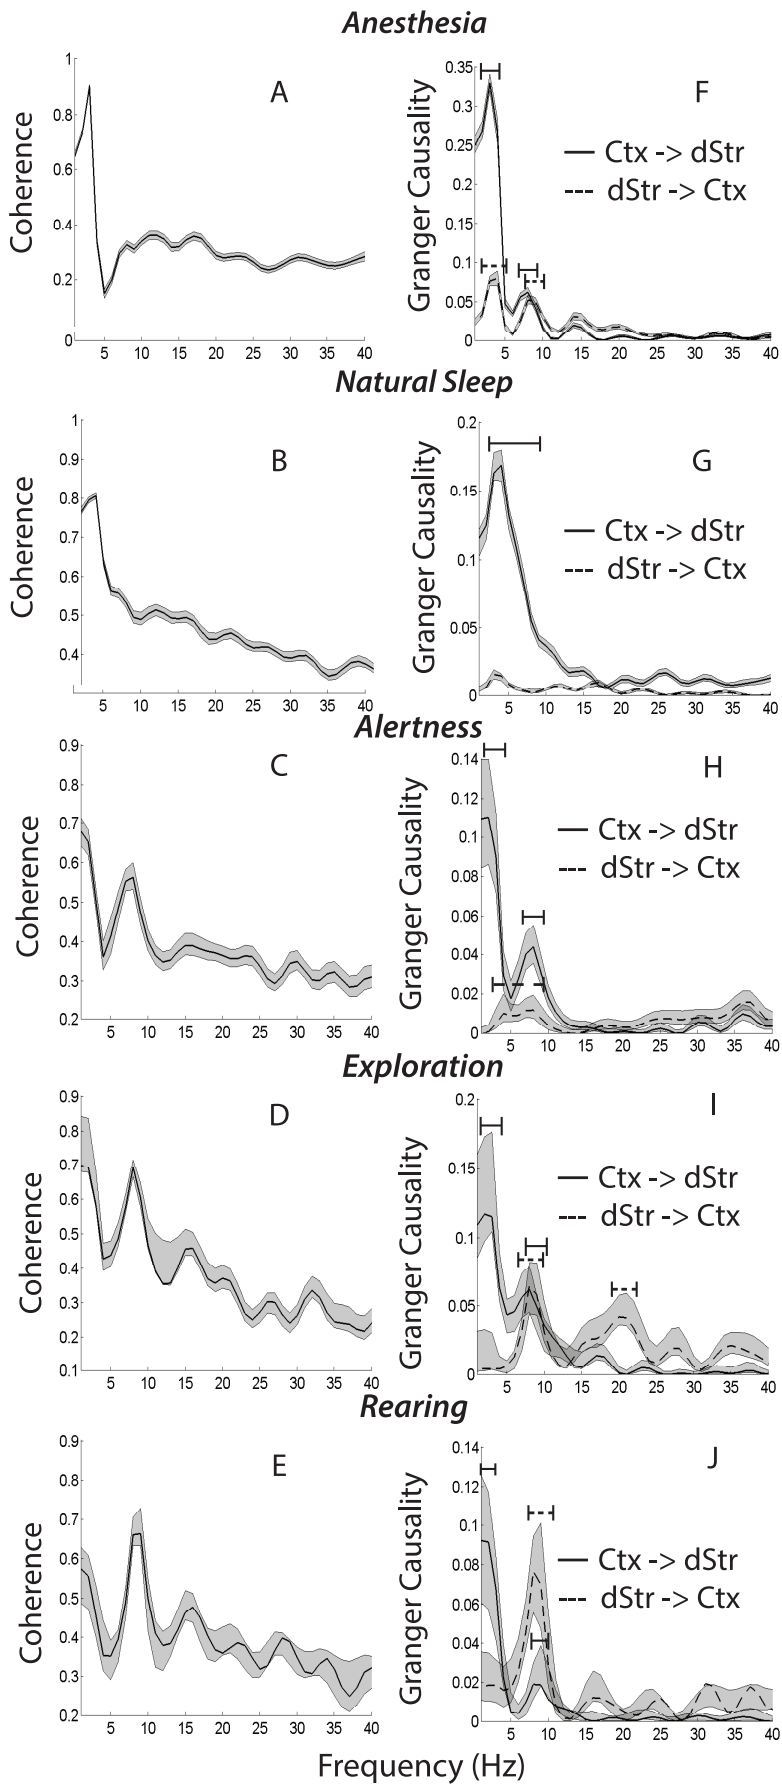 Anesthesia
Coherence
A
1
0.8
0.6
0.4
0.2
0
5 10 15 20 25 30 35 40
Granger Causality
F
0.35
0.3
0.25
0.2
0.15
0.1
0.05
0
Ctx -> dStr
dStr -> Ctx
5 10 15 20 25 30 35 40
Natural Sleep
Coherence
B
1
0.9
0.8
0.7
0.6
0.5
0.4
5 10 15 20 25 30 35 40
Granger Causality
G
0.2
0.15
0.1
0.05
0
Ctx -> dStr
dStr -> Ctx
5 10 15 20 25 30 35 40
Alertness
Coherence
C
0.9
0.8
0.7
0.6
0.5
0.4
0.3
0.2
5 10 15 20 25 30 35 40
Granger Causality
H
0.14
0.12
0.1
0.08
0.06
0.04
0.02
0
Ctx -> dStr
dStr -> Ctx
5 10 15 20 25 30 35 40
Exploration
Coherence
D
0.9
0.8
0.7
0.6
0.5
0.4
0.3
0.2
0.1
5 10 15 20 25 30 35 40
Granger Causality
I
0.2
0.15
0.1
0.05
0
Ctx -> dStr
dStr -> Ctx
5 10 15 20 25 30 35 40
Rearing
Coherence
E
0.9
0.8
0.7
0.6
0.5
0.4
0.3
0.2
5 10 15 20 25 30 35 40
Granger Causality
J
0.14
0.12
0.1
0.08
0.06
0.04
0.02
0
Ctx -> dStr
dStr -> Ctx
5 10 15 20 25 30 35 40
Frequency (Hz)